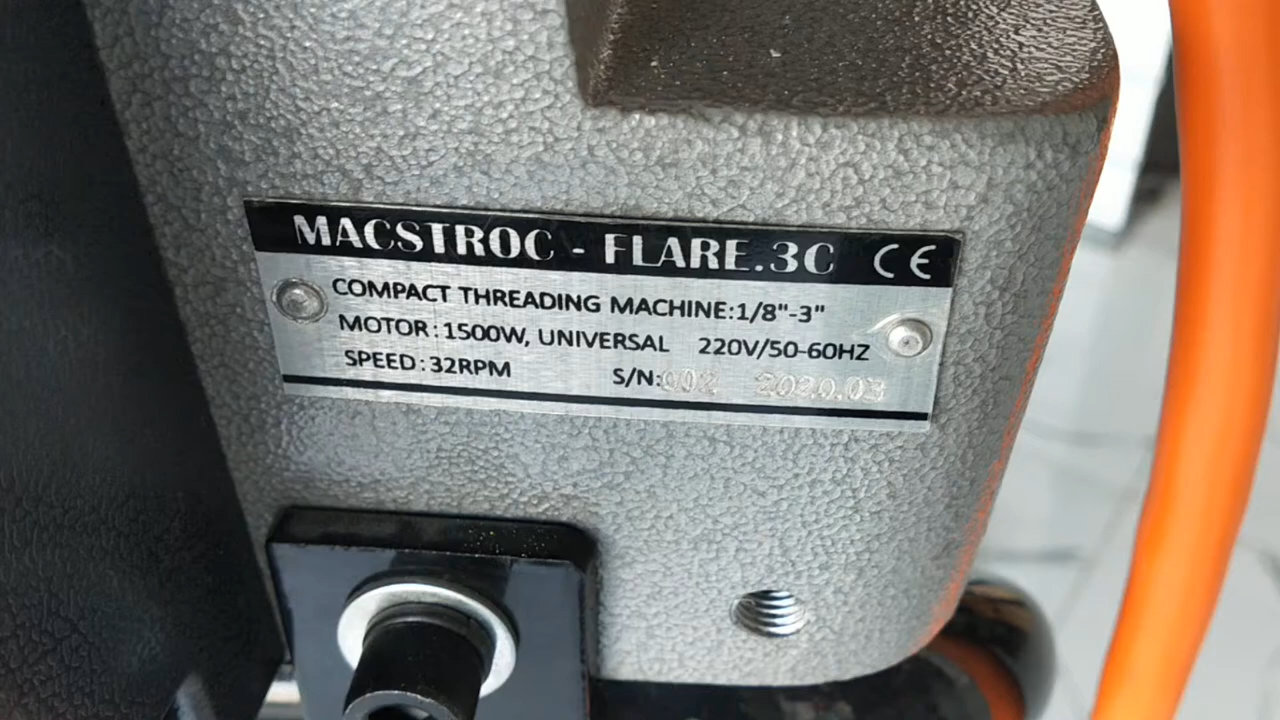 MACSTROC - FLARE.3C CE
COMPACT THREADING MACHINE:1/8"-3"
MOTOR: 1500W, UNIVERSAL 220V/50-60HZ
SPEED: 32RPM S/N:002 2020.03